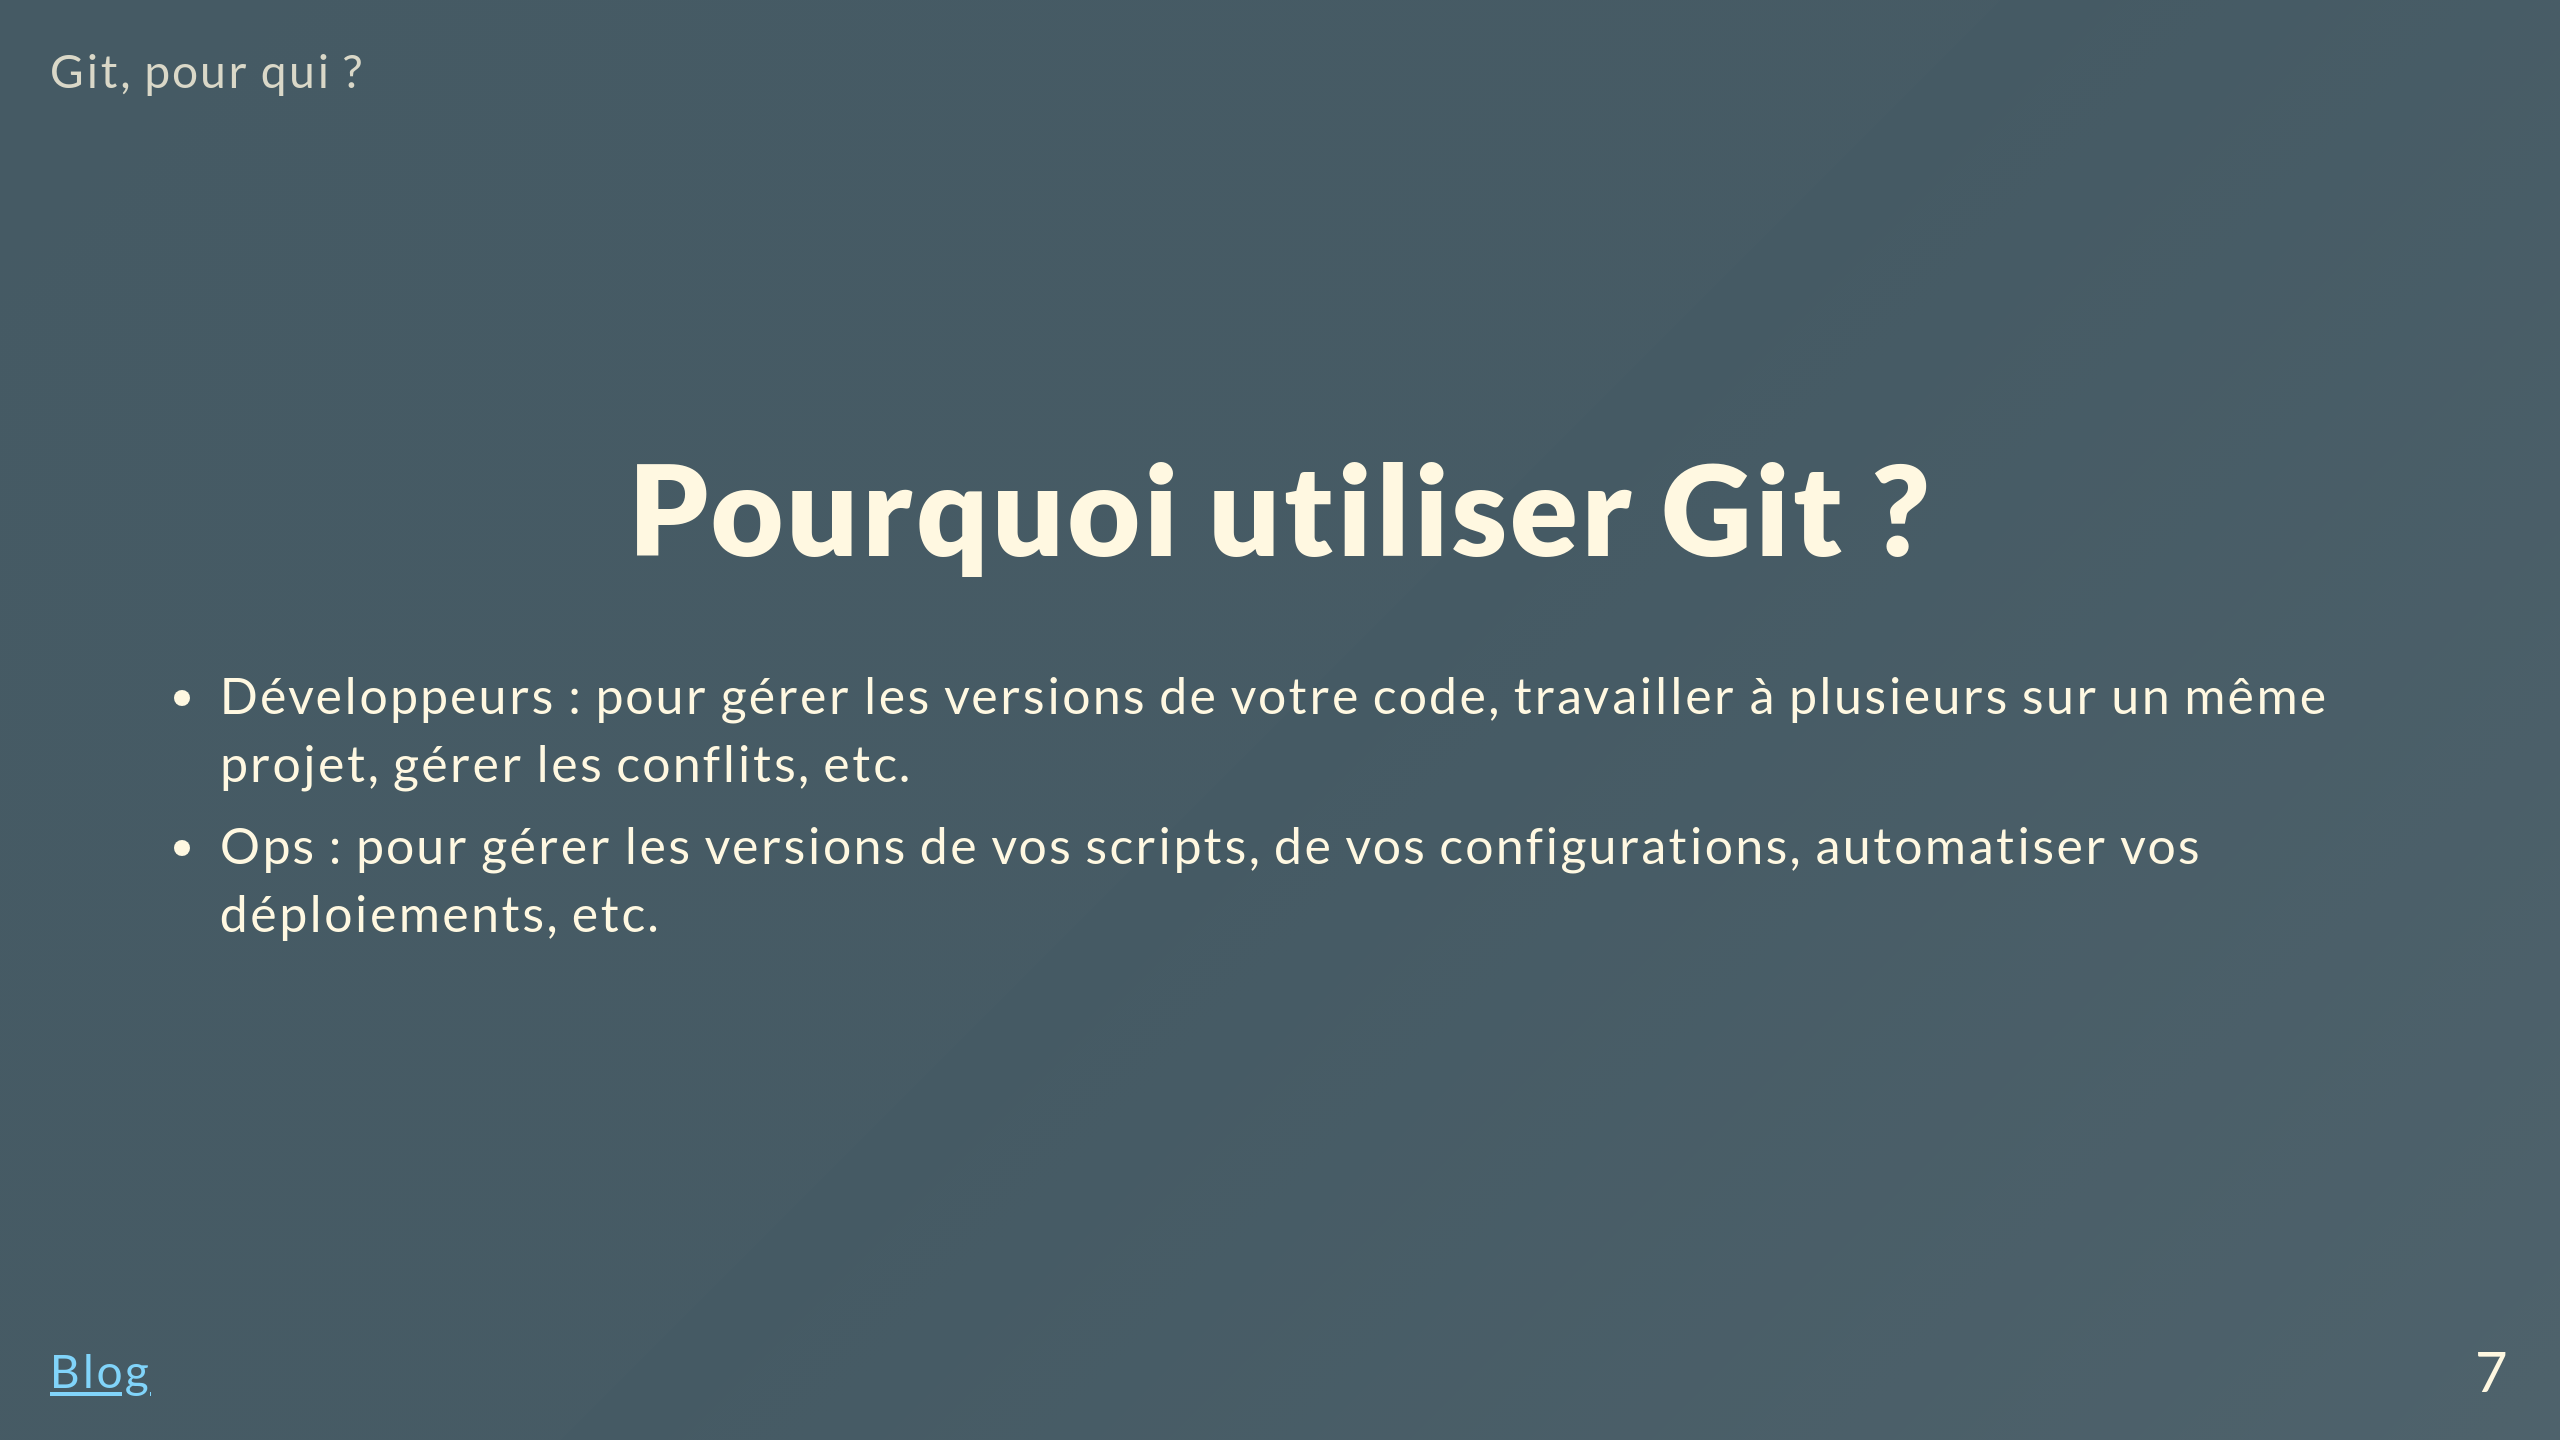 Git, pour qui ?
Pourquoi utiliser Git ?
• Développeurs : pour gérer les versions de votre code, travailler à plusieurs sur un même
projet, gérer les conflits, etc.
• Ops : pour gérer les versions de vos scripts, de vos configurations, automatiser vos
déploiements, etc.
Blog
7